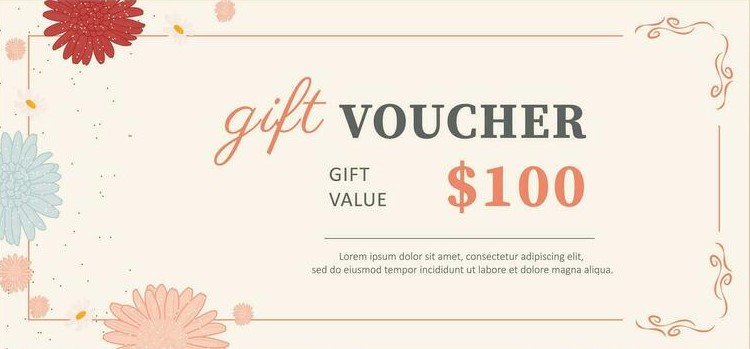 gift VOUCHER
GIFT VALUE
$100
Lorem ipsum dolor sit amet, consectetur adipiscing elit,
sed do eiusmod tempor incididunt ut labore et dolore magna aliqua.